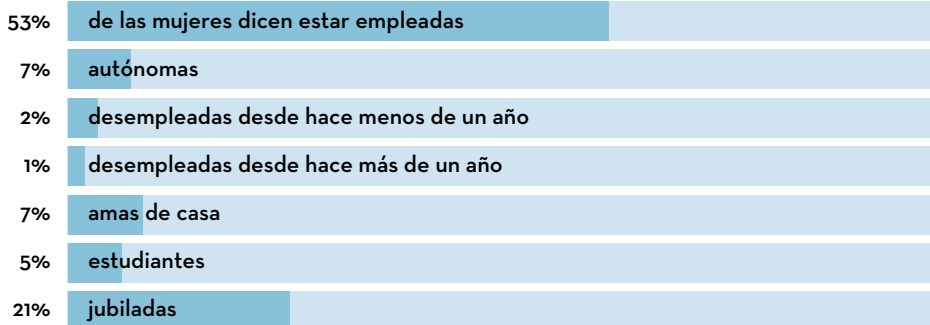 53% de las mujeres dicen estar empleadas
7% autónomas
2% desempleadas desde hace menos de un año
1% desempleadas desde hace más de un año
7% amas de casa
5% estudiantes
21% jubiladas